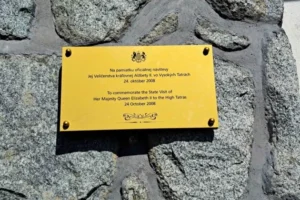 Na pamiatku oficiálnej návštevy
Jej Veličenstva kráľovnej Alžbety II. vo Vysokých Tatrách
24. október 2008
To commemorate the State Visit of
Her Majesty Queen Elizabeth II to the High Tatras
24 October 2008